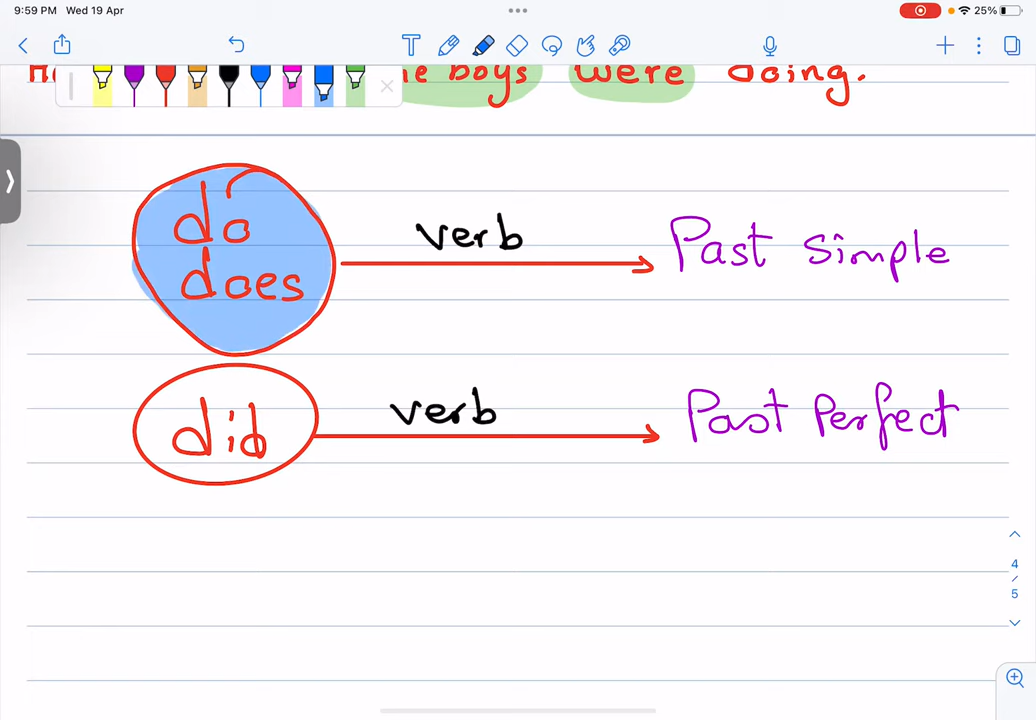 9:59 PM Wed 19 Apr
25%
T
boys were doing.
do
verb
Past Simple
does
verb
Past Perfect
did
4
/
5